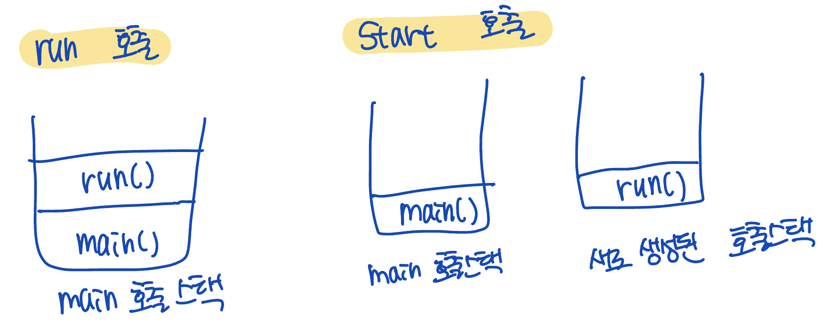 run 호출
Start 호출
run()
main()
main 호출 스택
main()
main 호출스택
run()
새로 생성된 호출스택